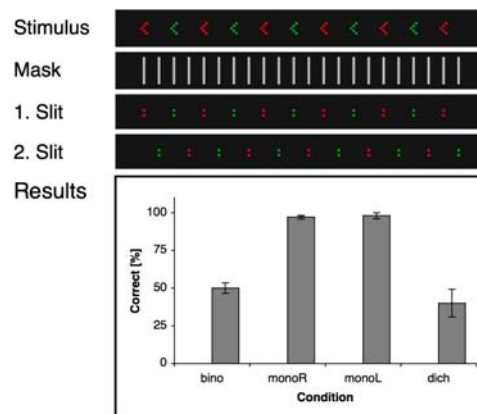 Stimulus
Mask
1. Slit
2. Slit
Results
100
75
50
25
0
Correct [%]
bino monoR monoL dich
Condition